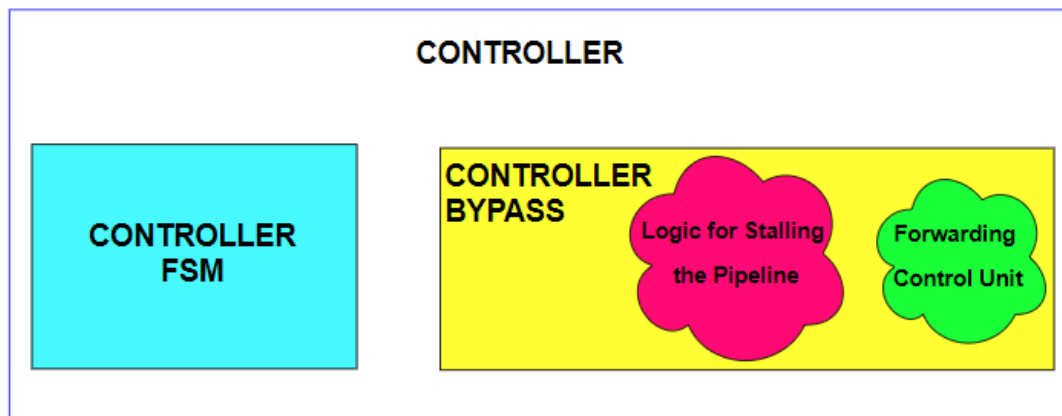 CONTROLLER
CONTROLLER
FSM
CONTROLLER
BYPASS
Logic for Stalling
the Pipeline
Forwarding
Control Unit